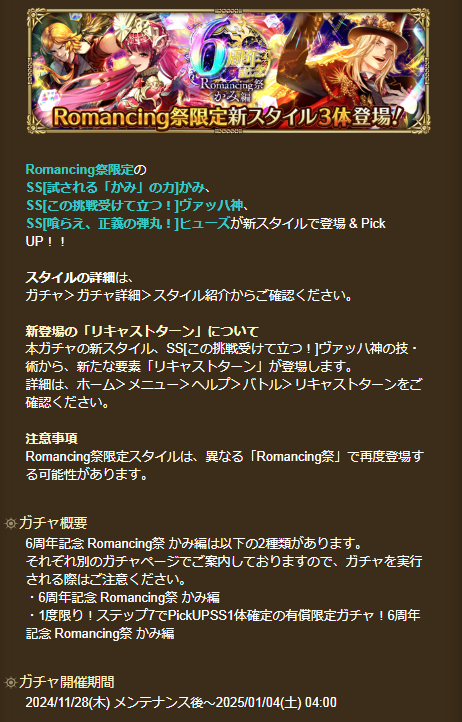 6周年
Romancing祭
かみ編
Romancing祭限定新スタイル3体登場!
Romancing祭限定の
SS[試される「かみ」の力]かみ、
SS[この挑戦受けて立つ！]ヴァッハ神、
SS[喰らえ、正義の弾丸！]ヒューズが新スタイルで登場 & Pick
UP！！
スタイルの詳細は、
ガチャ＞ガチャ詳細＞スタイル紹介からご確認ください。
新登場の「リキャストターン」について
本ガチャの新スタイル、SS[この挑戦受けて立つ！]ヴァッハ神の技・
術から、新たな要素「リキャストターン」が登場します。
詳細は、ホーム＞メニュー＞ヘルプ＞バトル＞リキャストターンをご
確認ください。
注意事項
Romancing祭限定スタイルは、異なる「Romancing祭」で再度登場す
る可能性があります。
ガチャ概要
6周年記念 Romancing祭 かみ編は以下の2種類があります。
それぞれ別のガチャページでご案内しておりますので、ガチャを実行
される際はご注意ください。
・6周年記念 Romancing祭 かみ編
・1度限り！ステップ7でPickUPSS1体確定の有償限定ガチャ！6周年
記念 Romancing祭 かみ編
ガチャ開催期間
2024/11/28(木) メンテナンス後～2025/01/04(土) 04:00